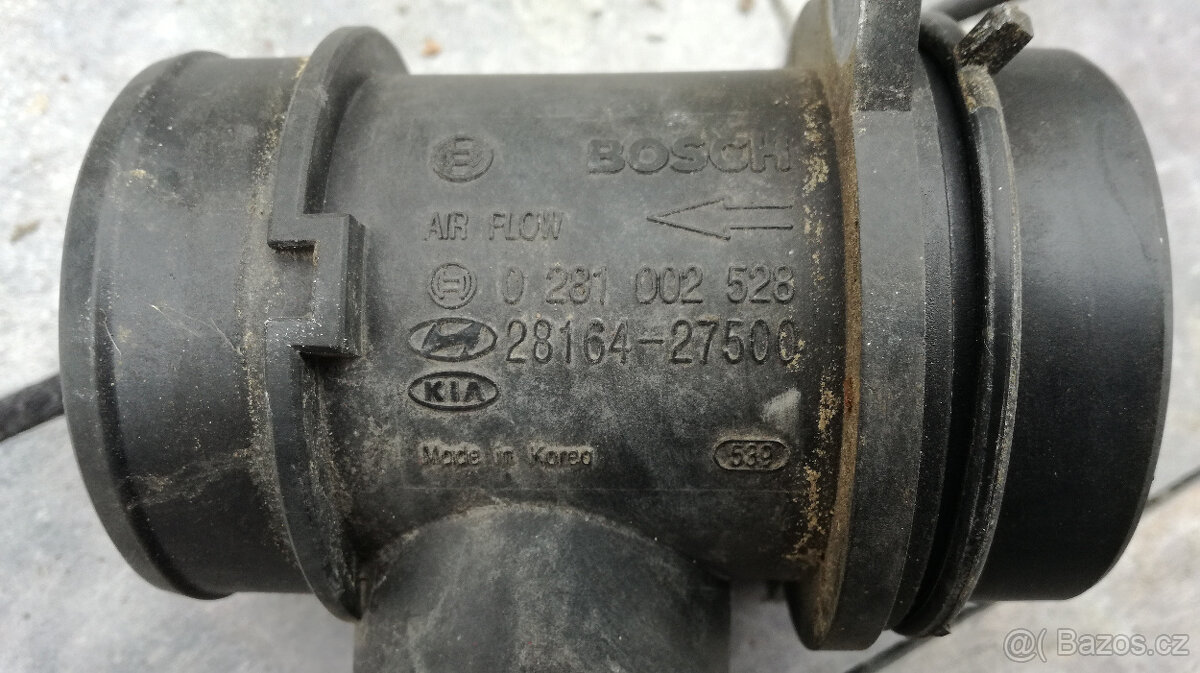 BOSCH
AIR FLOW
0 281 002 528
28164-27500
KIA
Made in Korea 539
Bazos.cz